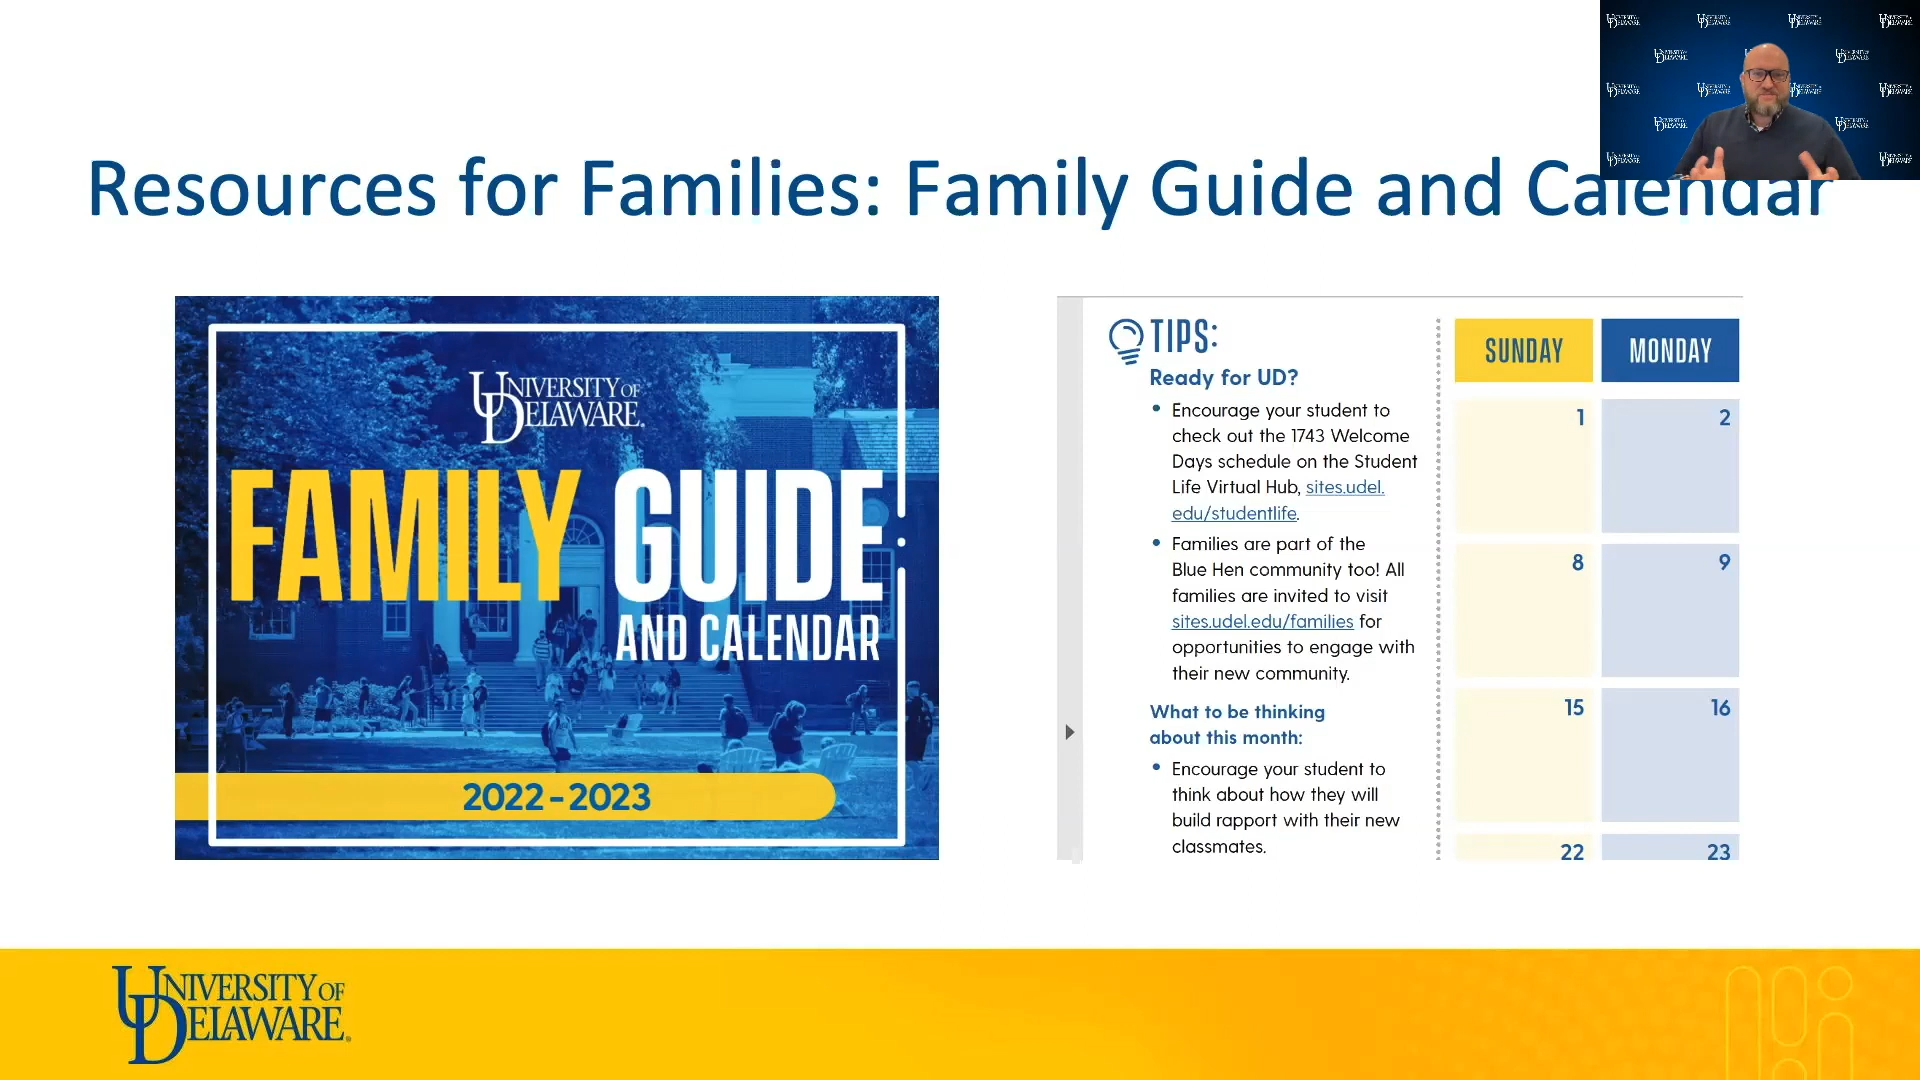 Resources for Families: Family Guide and Calendar
UNIVERSITY OF
DELAWARE.
FAMILY GUIDE
AND CALENDAR
2022-2023
TIPS:
Ready for UD?
• Encourage your student to
check out the 1743 Welcome
Days schedule on the Student
Life Virtual Hub, sites.udel.
edu/studentlife.
• Families are part of the
Blue Hen community too! All
families are invited to visit
sites.udel.edu/families for
opportunities to engage with
their new community.
What to be thinking
about this month:
• Encourage your student to
think about how they will
build rapport with their new
classmates.
SUNDAY MONDAY
1 2
8 9
15 16
22 23
UNIVERSITY OF
DELAWARE.